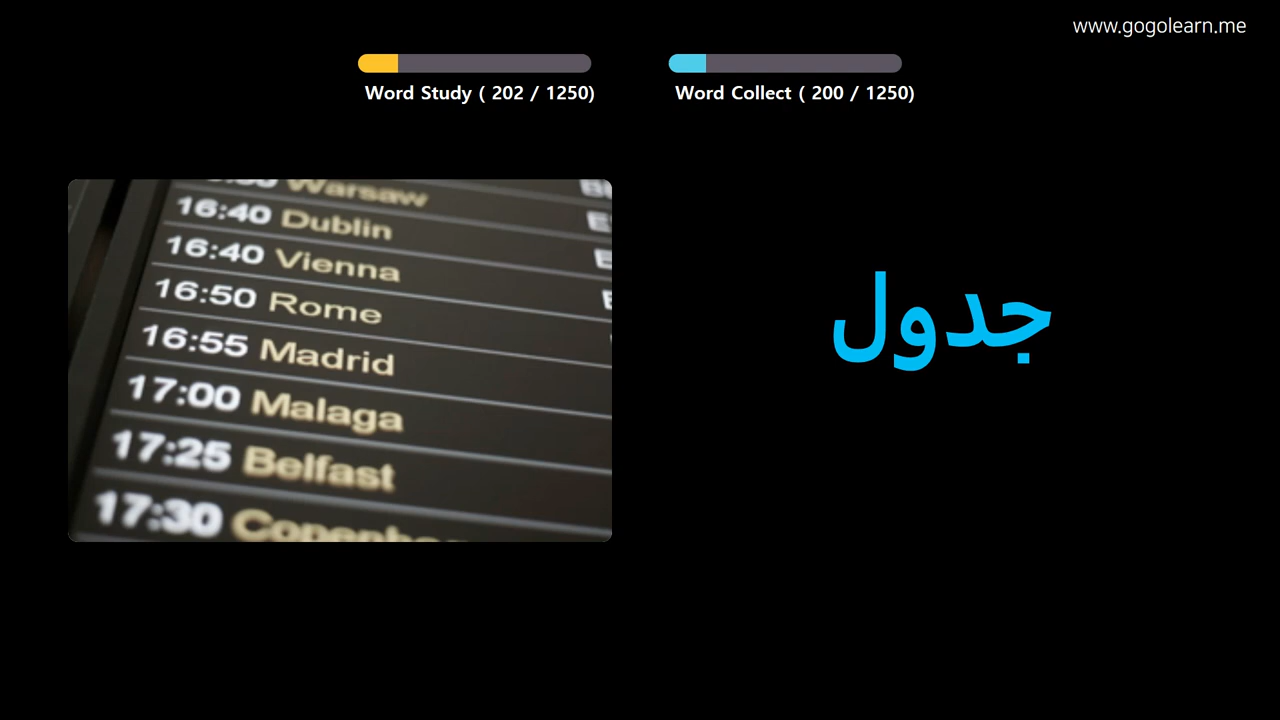 www.gogolearn.me
Word Study ( 202 / 1250)
Word Collect ( 200 / 1250)
Warsaw
16:40 Dublin
16:40 Vienna
16:50 Rome
16:55 Madrid
17:00 Malaga
17:25 Belfast
17:30
جدول